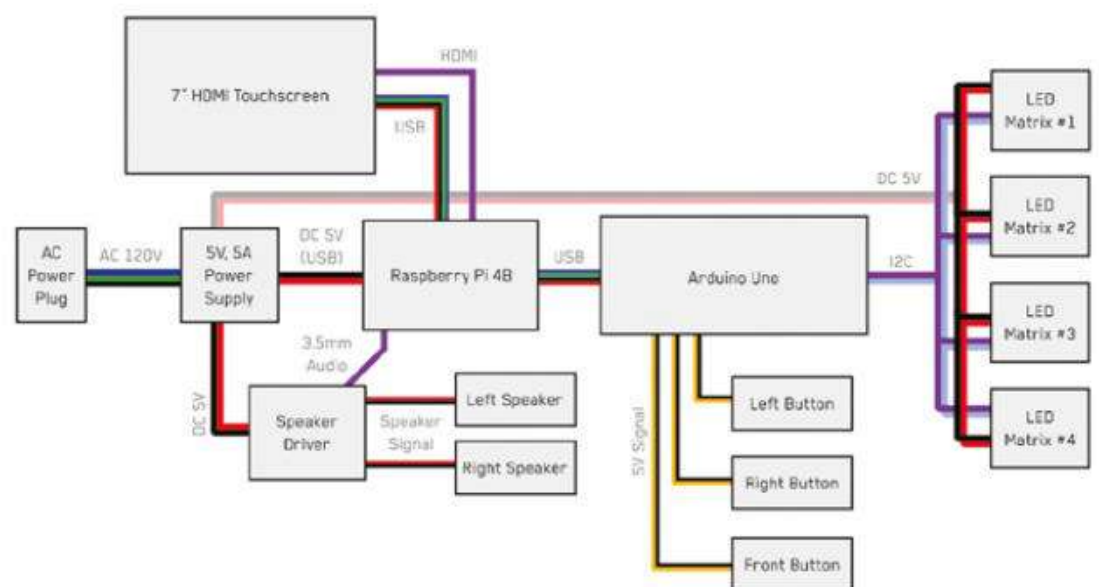 HDMI
7" HDMI Touchscreen
USB
DC 5V
LED
Matrix #1
LED
Matrix #2
AC
Power
Plug
AC 120V
5V, 5A
Power
Supply
DC 5V
(USB)
Raspberry Pi 4B
USB
Arduino Uno
I2C
LED
Matrix #3
3.5mm
Audio
DC 5V
Speaker
Driver
Speaker
Signal
Left Speaker
Right Speaker
5V Signal
Left Button
Right Button
Front Button
LED
Matrix #4